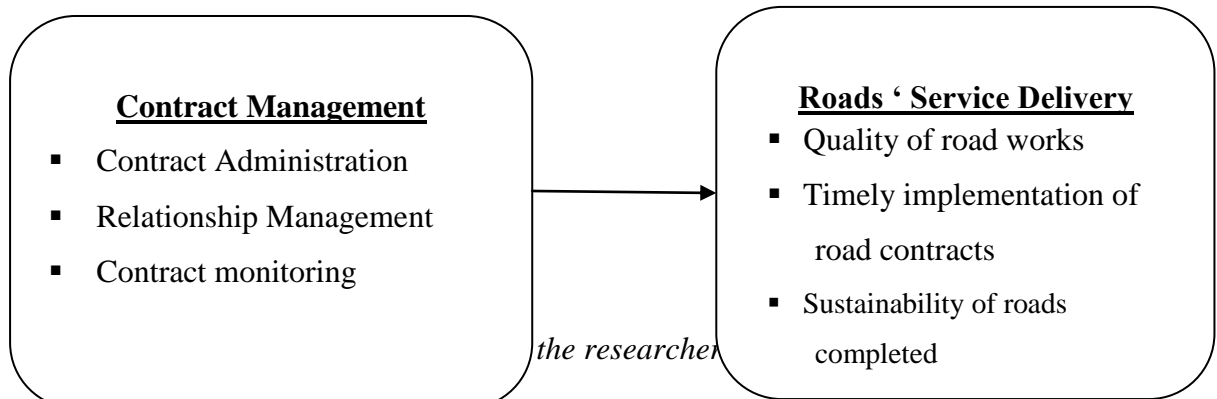 Contract Management
▪ Contract Administration
▪ Relationship Management
▪ Contract monitoring
Roads ‘ Service Delivery
▪ Quality of road works
▪ Timely implementation of
road contracts
▪ Sustainability of roads
completed
the researcher